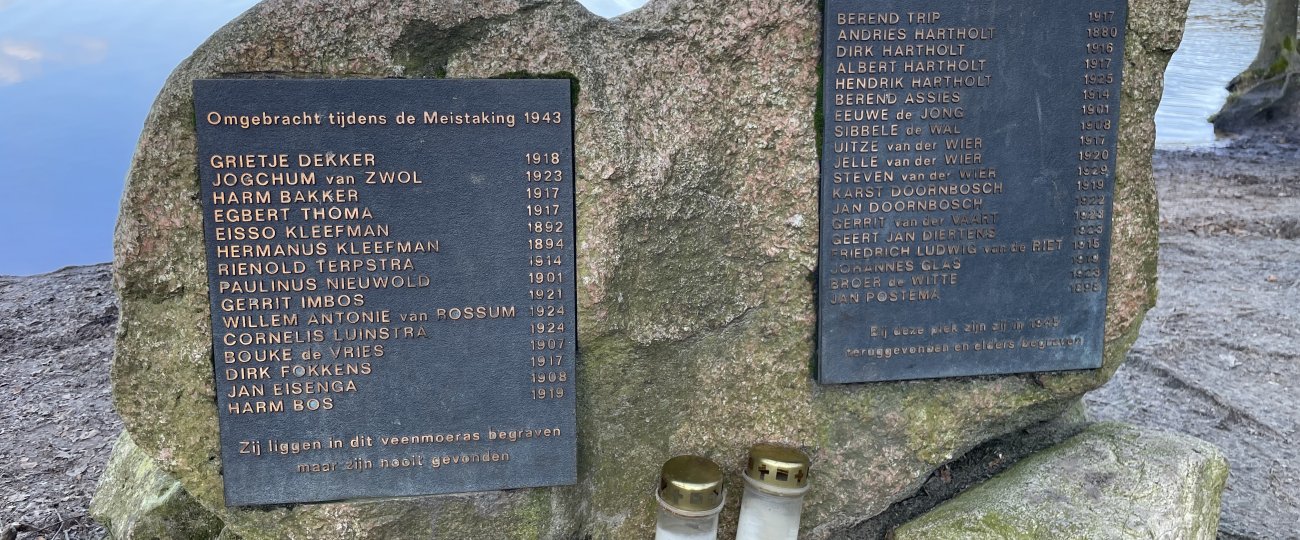 Omgebracht tijdens de Meistaking 1943
GRIETJE DEKKER 1918
JOGCHUM van ZWOL 1923
HARM BAKKER 1917
EGBERT THOMA 1917
EISSO KLEEFMAN 1892
HERMANUS KLEEFMAN 1894
RIENOLD TERPSTRA 1914
PAULINUS NIEUWOLD 1901
GERRIT IMBOS 1921
WILLEM ANTONIE van ROSSUM 1924
CORNELIS LUINSTRA 1924
BOUKE de VRIES 1907
DIRK FOKKENS 1917
JAN EISENGA 1908
HARM BOS 1919
Zij liggen in dit veenmoeras begraven
maar zijn nooit gevonden
BEREND TRIP 1917
ANDRIES HARTHOLT 1880
DIRK HARTHOLT 1916
ALBERT HARTHOLT 1917
HENDRIK HARTHOLT 1925
BEREND ASSIES 1914
EEUWE de JONG 1901
SIBBELE de WAL 1908
UITZE van der WIER 1917
JELLE van der WIER 1920
STEVEN van der WIER 1929
KARST DOORNBOSCH 1919
JAN DOORNBOSCH 1922
GERRIT van der VAART
GEERT JAN DIERTENS 1923
FRIEDRICH LUDWIG van de RIET 1915
JOHANNES GLAS
BROER de WITTE 1923
JAN POSTEMA 1898
Bij deze plek zijn zij in 1945
teruggevonden en elders begraven